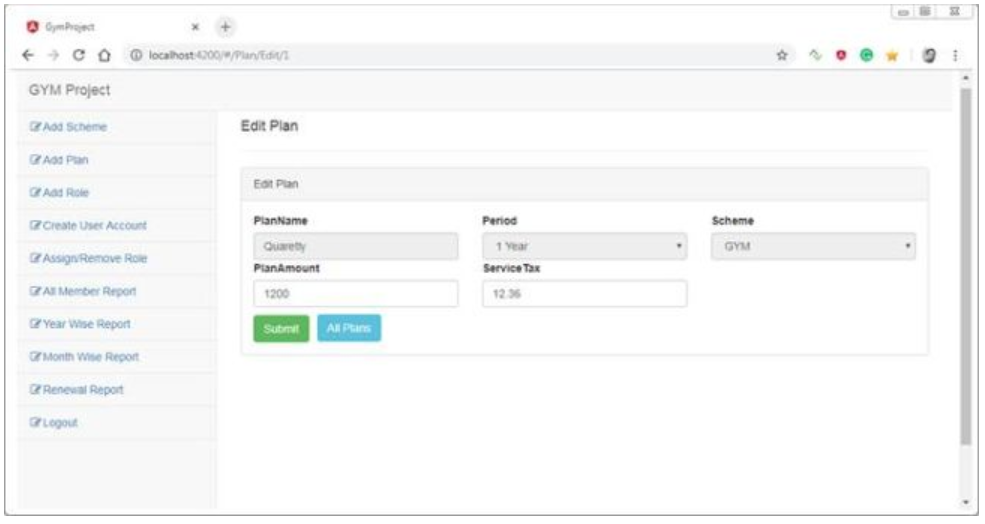 GymProject
localhost:4200/#/Plan/Edit/1
GYM Project
Add Scheme
Add Plan
Add Role
Create User Account
Assign/Remove Role
All Member Report
Year Wise Report
Month Wise Report
Renewal Report
Logout
Edit Plan
Edit Plan
PlanName Period Scheme
Quaretly 1 Year GYM
PlanAmount ServiceTax
1200 12.36
Submit All Plans